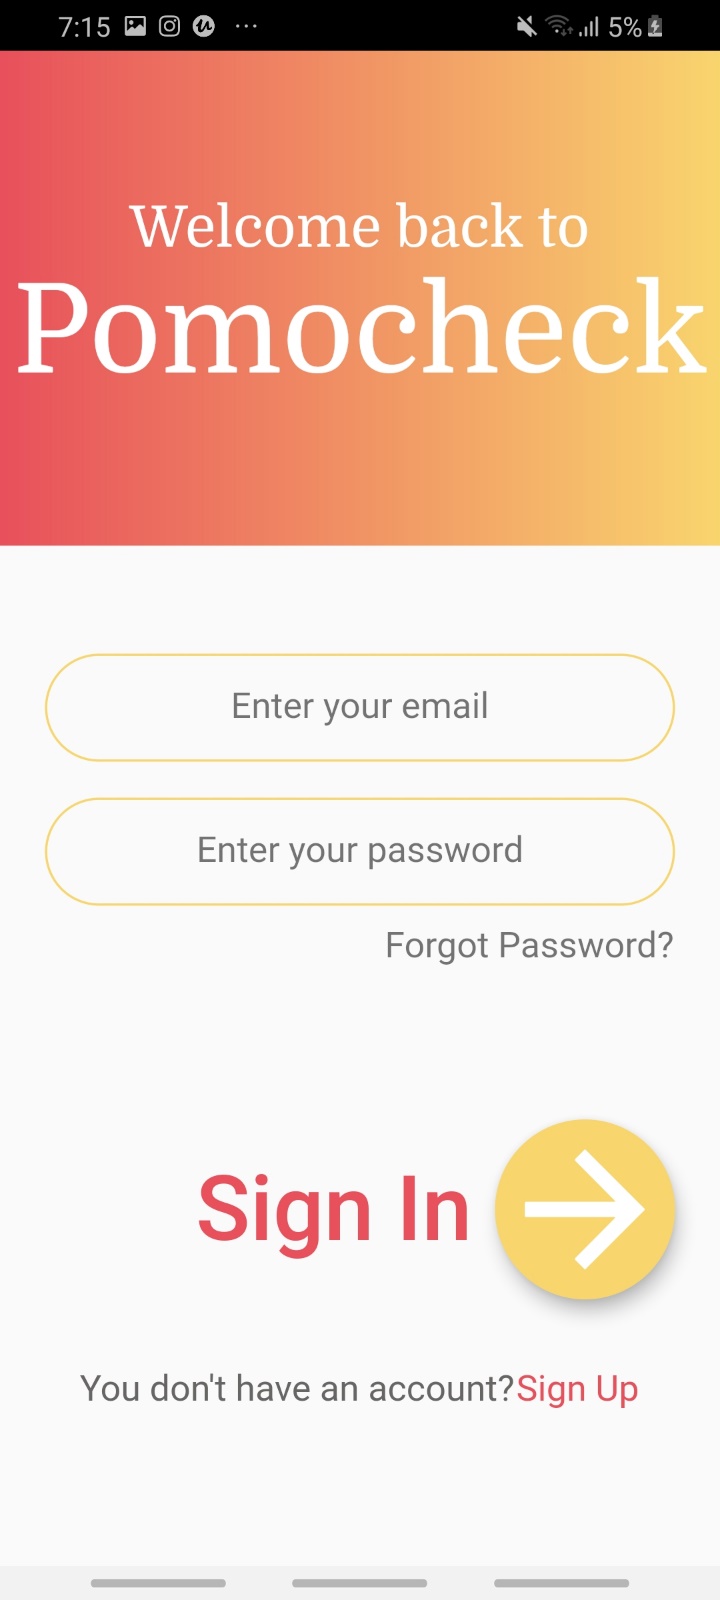 7:15 ... 5%
Welcome back to
Pomocheck
Enter your email
Enter your password
Forgot Password?
Sign In
You don't have an account?Sign Up